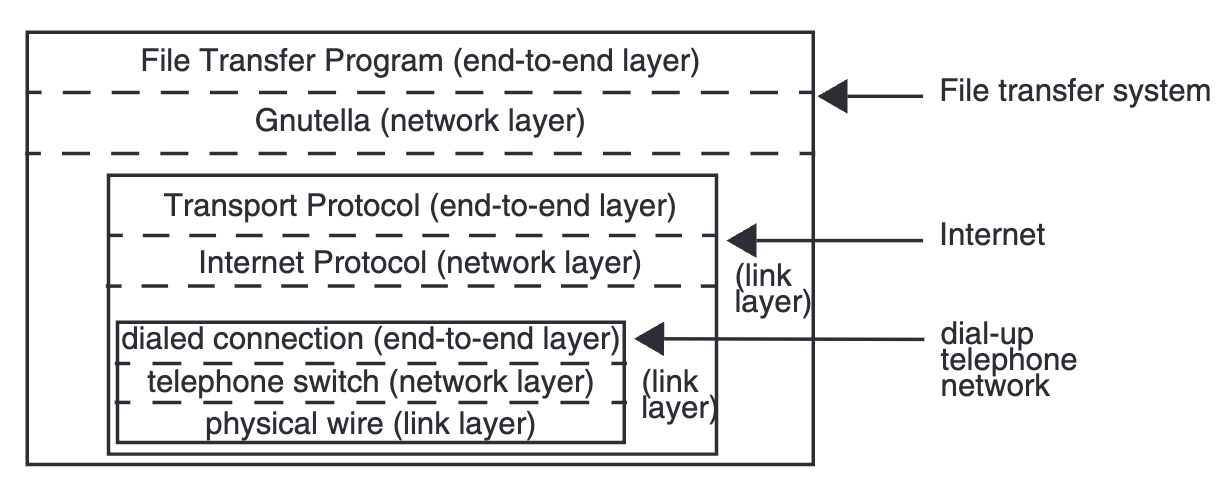 File Transfer Program (end-to-end layer)
File transfer system
Gnutella (network layer)
Transport Protocol (end-to-end layer)
Internet
Internet Protocol (network layer)
(link
layer)
dialed connection (end-to-end layer)
dial-up
telephone
network
telephone switch (network layer)
(link
layer)
physical wire (link layer)